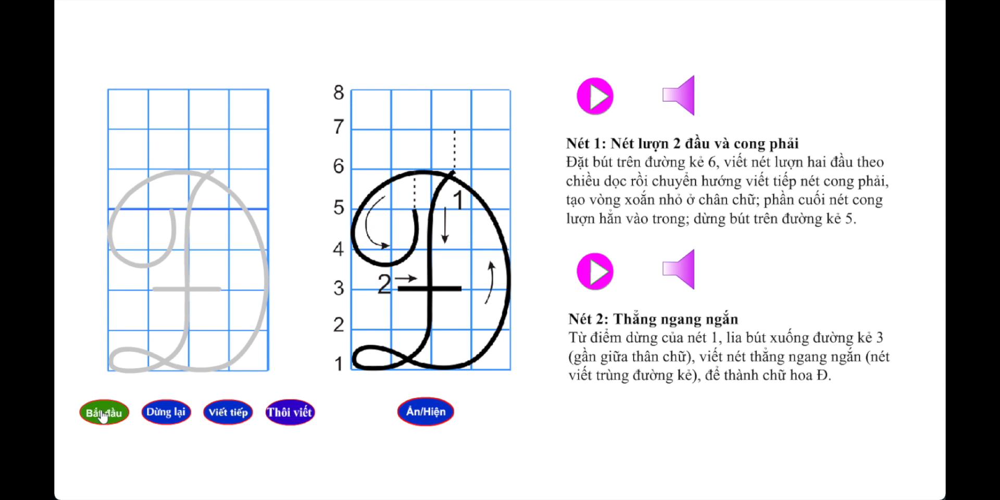 8
7
6
5
4
3
2
1
1
2
Nét 1: Nét lượn 2 đầu và cong phải
Đặt bút trên đường kẻ 6, viết nét lượn hai đầu theo
chiều dọc rồi chuyển hướng viết tiếp nét cong phải,
tạo vòng xoắn nhỏ ở chân chữ; phần cuối nét cong
lượn hẳn vào trong; dừng bút trên đường kẻ 5.
Nét 2: Thẳng ngang ngắn
Từ điểm dừng của nét 1, lia bút xuống đường kẻ 3
(gần giữa thân chữ), viết nét thẳng ngang ngắn (nét
viết trùng đường kẻ), để thành chữ hoa Đ.
Bắt đầu
Dừng lại
Viết tiếp
Thôi viết
Ẩn/Hiện
Đ
Đ